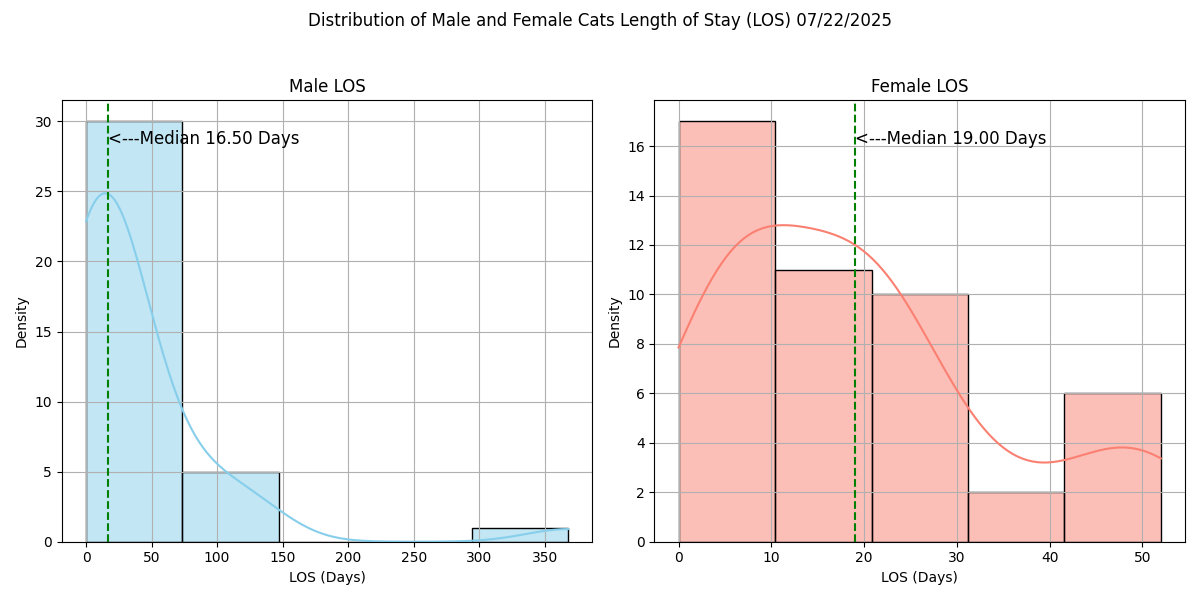 Distribution of Male and Female Cats Length of Stay (LOS) 07/22/2025
Male LOS
Density
30
25
20
15
10
5
0
<---Median 16.50 Days
0 50 100 150 200 250 300 350
LOS (Days)
Female LOS
Density
16
14
12
10
8
6
4
2
0
<---Median 19.00 Days
0 10 20 30 40 50
LOS (Days)